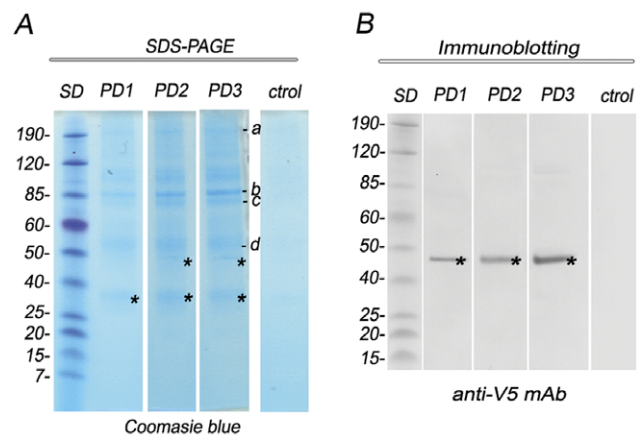 A
SDS-PAGE
SD PD1 PD2 PD3 ctrol
190-
120-
85-
60-
50-
40-
25-
20-
15-
7-
a
b
c
d
*
*
*
*
*
Coomasie blue
B
Immunoblotting
SD PD1 PD2 PD3 ctrol
190-
120-
85-
60-
50-
40-
25-
20-
15-
*
*
*
anti-V5 mAb